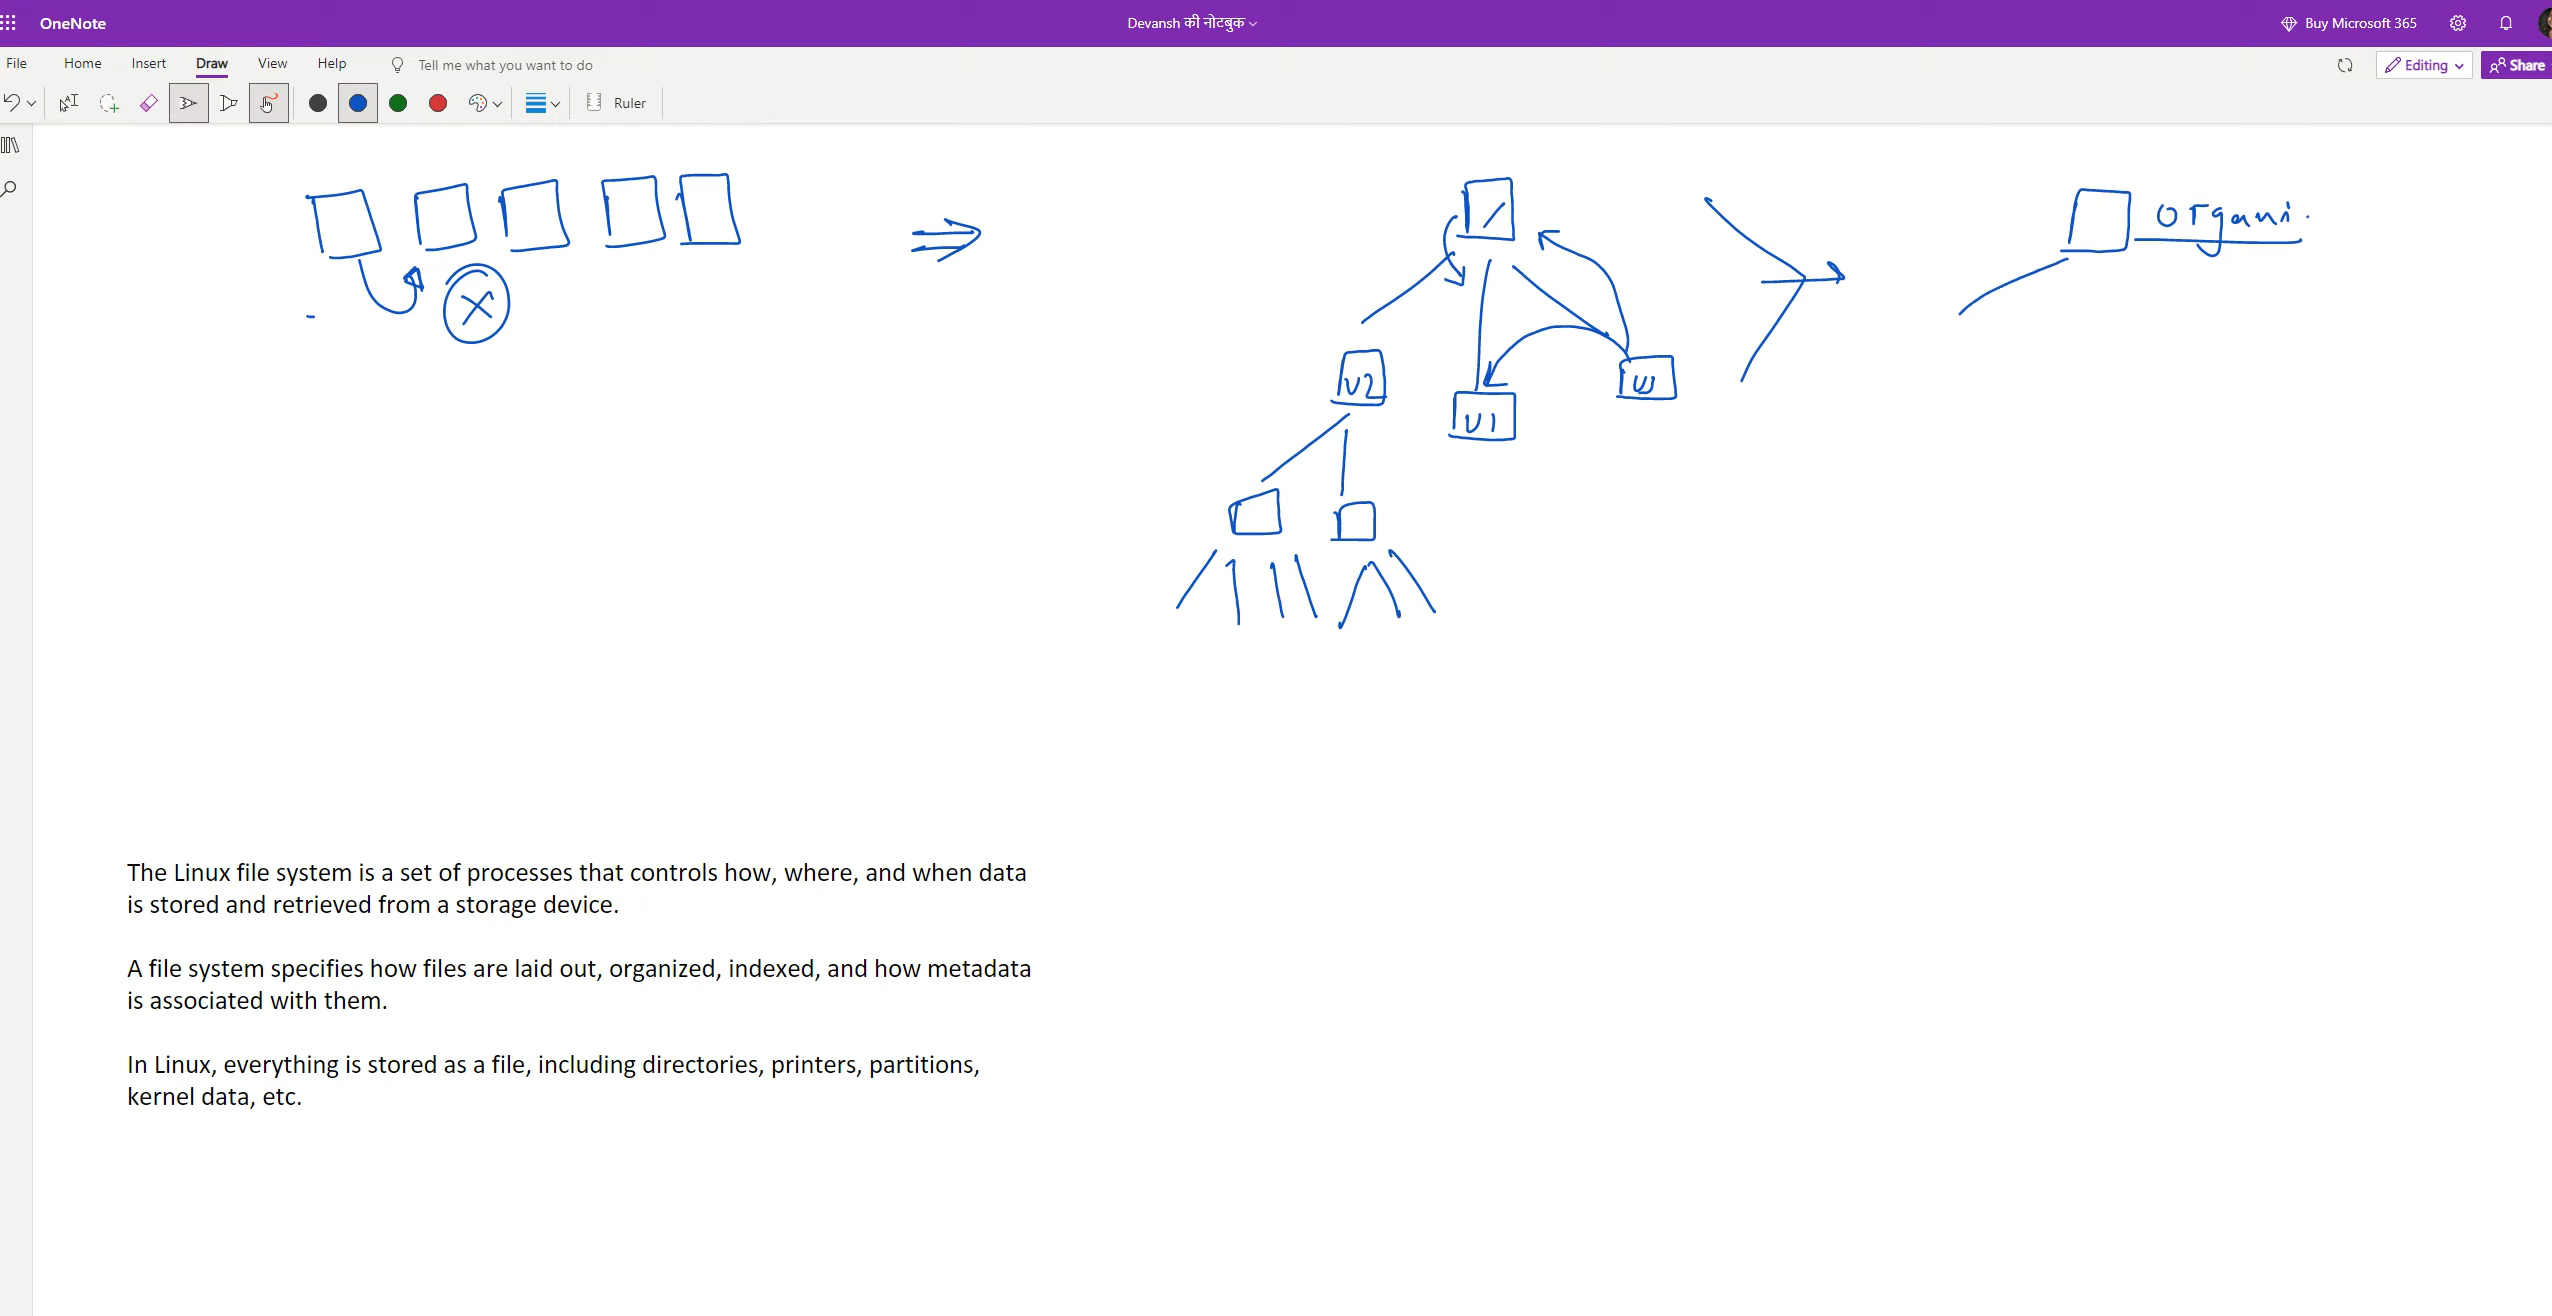 OneNote
Devansh की नोटबुक
Buy Microsoft 365
File Home Insert Draw View Help Tell me what you want to do
Editing Share
Ruler
/
organi.
X
U2
U1
The Linux file system is a set of processes that controls how, where, and when data
is stored and retrieved from a storage device.
A file system specifies how files are laid out, organized, indexed, and how metadata
is associated with them.
In Linux, everything is stored as a file, including directories, printers, partitions,
kernel data, etc.